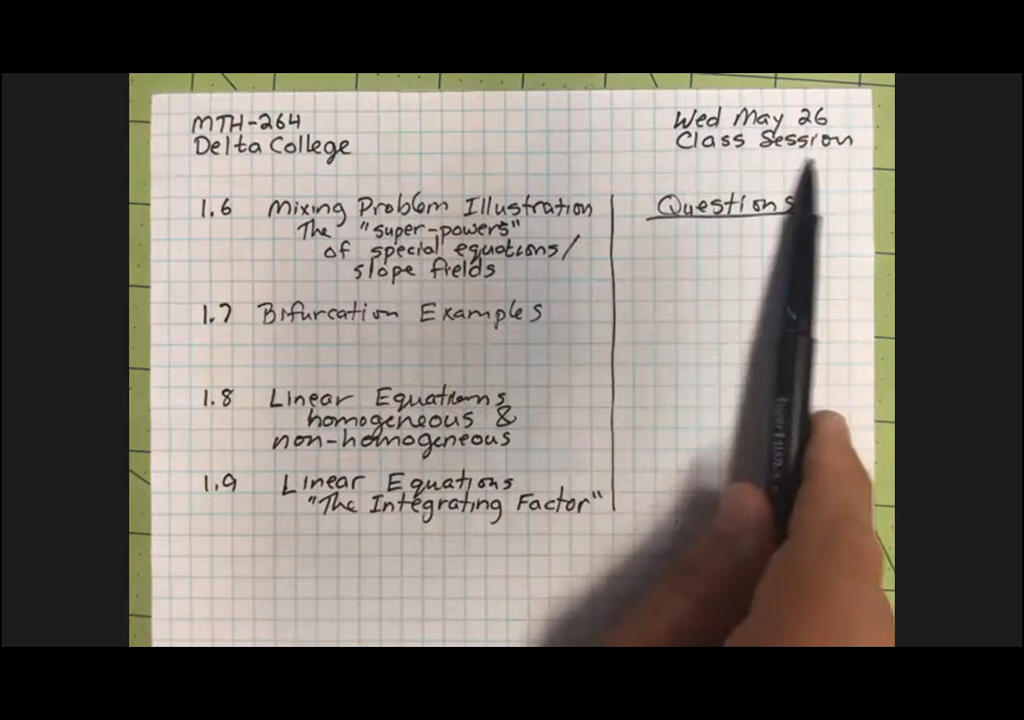 MTH-264
Delta College
Wed May 26
Class Session
1.6 Mixing Problem Illustration
The "super-powers"
of special equations/
slope fields
1.7 Bifurcation Examples
1.8 Linear Equations
homogeneous &
non-homogeneous
1.9 Linear Equations
"The Integrating Factor"
Questions